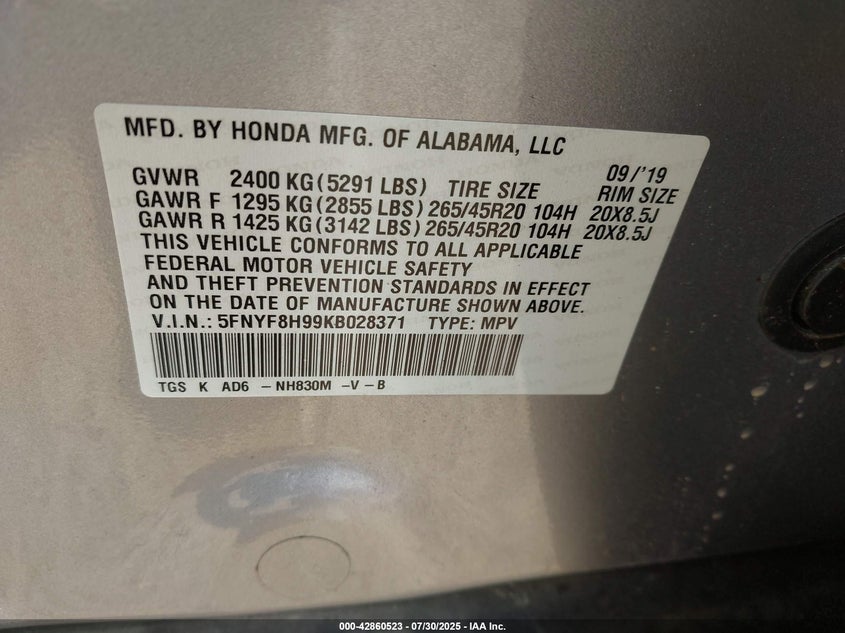 MFD. BY HONDA MFG. OF ALABAMA, LLC
09/'19
GVWR 2400 KG(5291 LBS) TIRE SIZE RIM SIZE
GAWR F 1295 KG(2855 LBS) 265/45R20 104H 20X8.5J
GAWR R 1425 KG(3142 LBS) 265/45R20 104H 20X8.5J
THIS VEHICLE CONFORMS TO ALL APPLICABLE
FEDERAL MOTOR VEHICLE SAFETY
AND THEFT PREVENTION STANDARDS IN EFFECT
ON THE DATE OF MANUFACTURE SHOWN ABOVE.
V.I.N.: 5FNYF8H99KB028371 TYPE: MPV
TGS K AD6 – NH830M –V – B
000-42860523 | 07/30/2025 - IAA Inc.